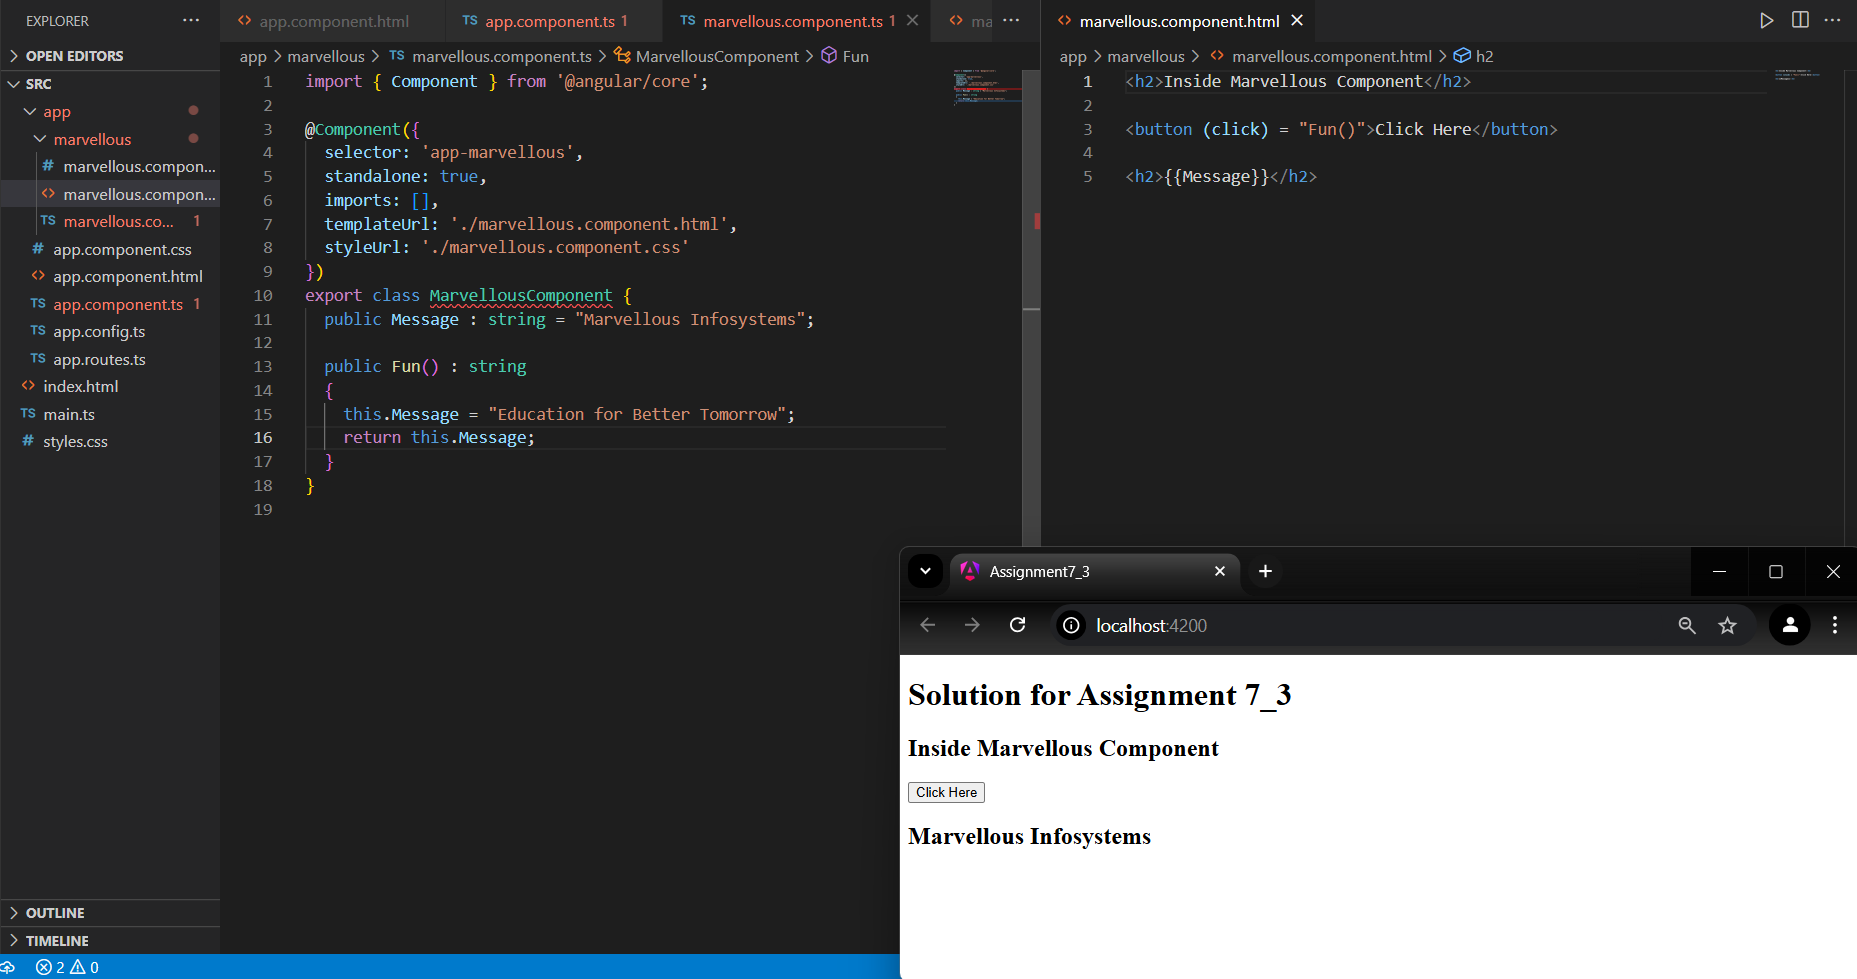 EXPLORER
OPEN EDITORS
SRC
app
marvellous
marvellous.compon...
marvellous.compon...
marvellous.co... 1
app.component.css
app.component.html
app.component.ts 1
app.config.ts
app.routes.ts
index.html
main.ts
styles.css
OUTLINE
TIMELINE
2 0
app.component.html
TS app.component.ts 1
TS marvellous.component.ts 1
ma
app > marvellous > TS marvellous.component.ts > MarvellousComponent > Fun
1 import { Component } from '@angular/core';
2
3 @Component({
4 selector: 'app-marvellous',
5 standalone: true,
6 imports: [],
7 templateUrl: './marvellous.component.html',
8 styleUrl: './marvellous.component.css'
9 })
10 export class MarvellousComponent {
11 public Message : string = "Marvellous Infosystems";
12
13 public Fun() : string
14 {
15 this.Message = "Education for Better Tomorrow";
16 return this.Message;
17 }
18 }
19
marvellous.component.html
app > marvellous > marvellous.component.html > h2
1 <h2>Inside Marvellous Component</h2>
2
3 <button (click) = "Fun()">Click Here</button>
4
5 <h2>{{Message}}</h2>
Assignment7_3
localhost:4200
Solution for Assignment 7_3
Inside Marvellous Component
Click Here
Marvellous Infosystems